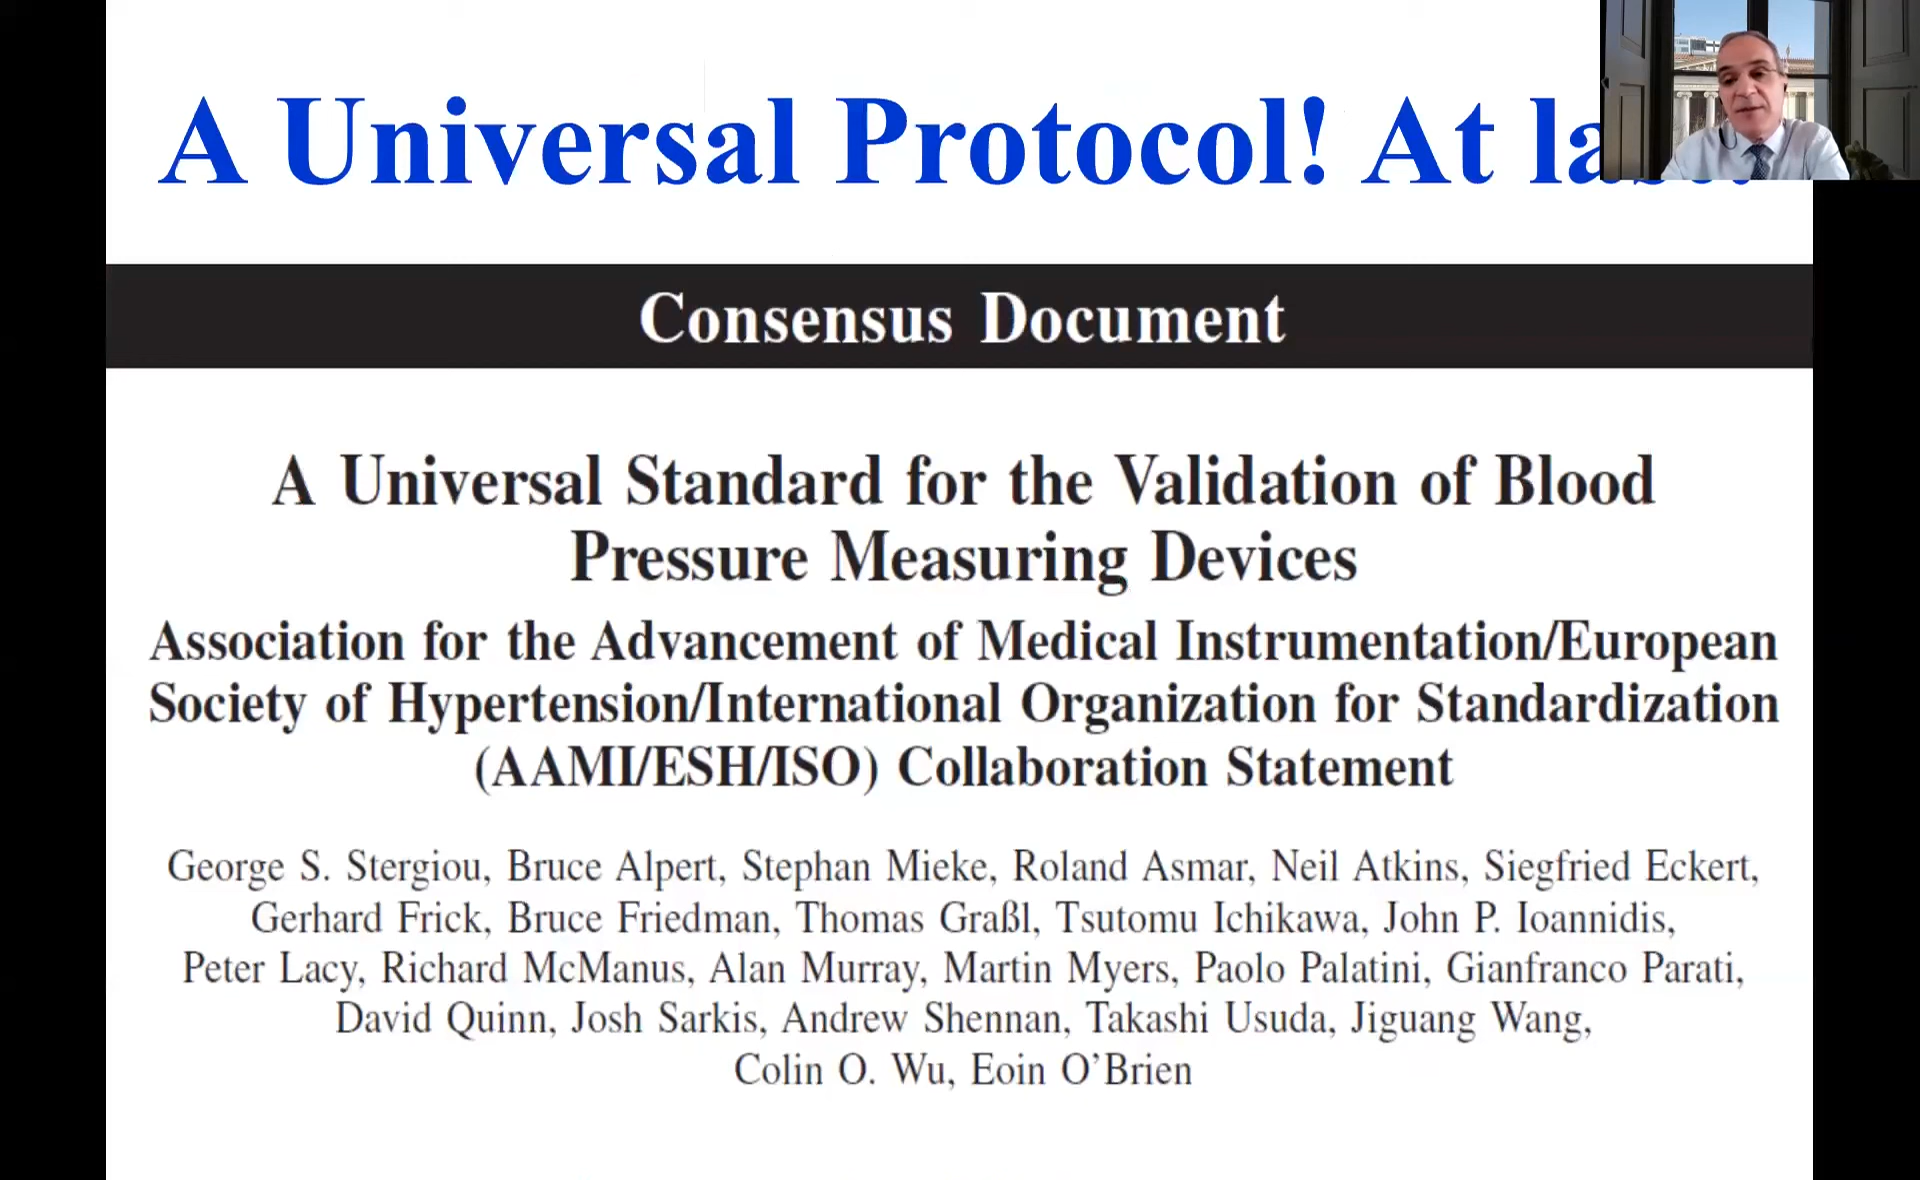 A Universal Protocol! At
Consensus Document
A Universal Standard for the Validation of Blood
Pressure Measuring Devices
Association for the Advancement of Medical Instrumentation/European
Society of Hypertension/International Organization for Standardization
(AAMI/ESH/ISO) Collaboration Statement
George S. Stergiou, Bruce Alpert, Stephan Mieke, Roland Asmar, Neil Atkins, Siegfried Eckert,
Gerhard Frick, Bruce Friedman, Thomas Graßl, Tsutomu Ichikawa, John P. Ioannidis,
Peter Lacy, Richard McManus, Alan Murray, Martin Myers, Paolo Palatini, Gianfranco Parati,
David Quinn, Josh Sarkis, Andrew Shennan, Takashi Usuda, Jiguang Wang,
Colin O. Wu, Eoin O’Brien